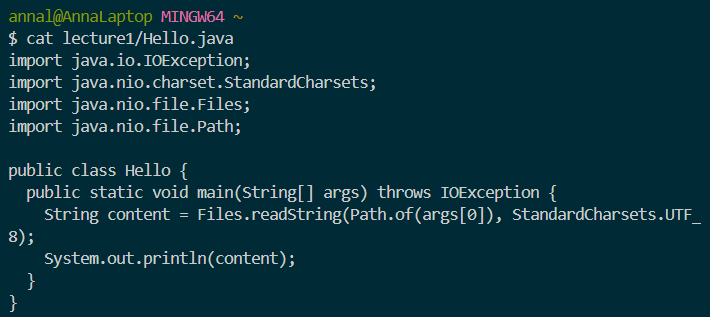 annal@AnnaLaptop MINGW64 ~
$ cat lecture1/Hello.java
import java.io.IOException;
import java.nio.charset.StandardCharsets;
import java.nio.file.Files;
import java.nio.file.Path;

public class Hello {
  public static void main(String[] args) throws IOException {
    String content = Files.readString(Path.of(args[0]), StandardCharsets.UTF_
8);
    System.out.println(content);
  }
}